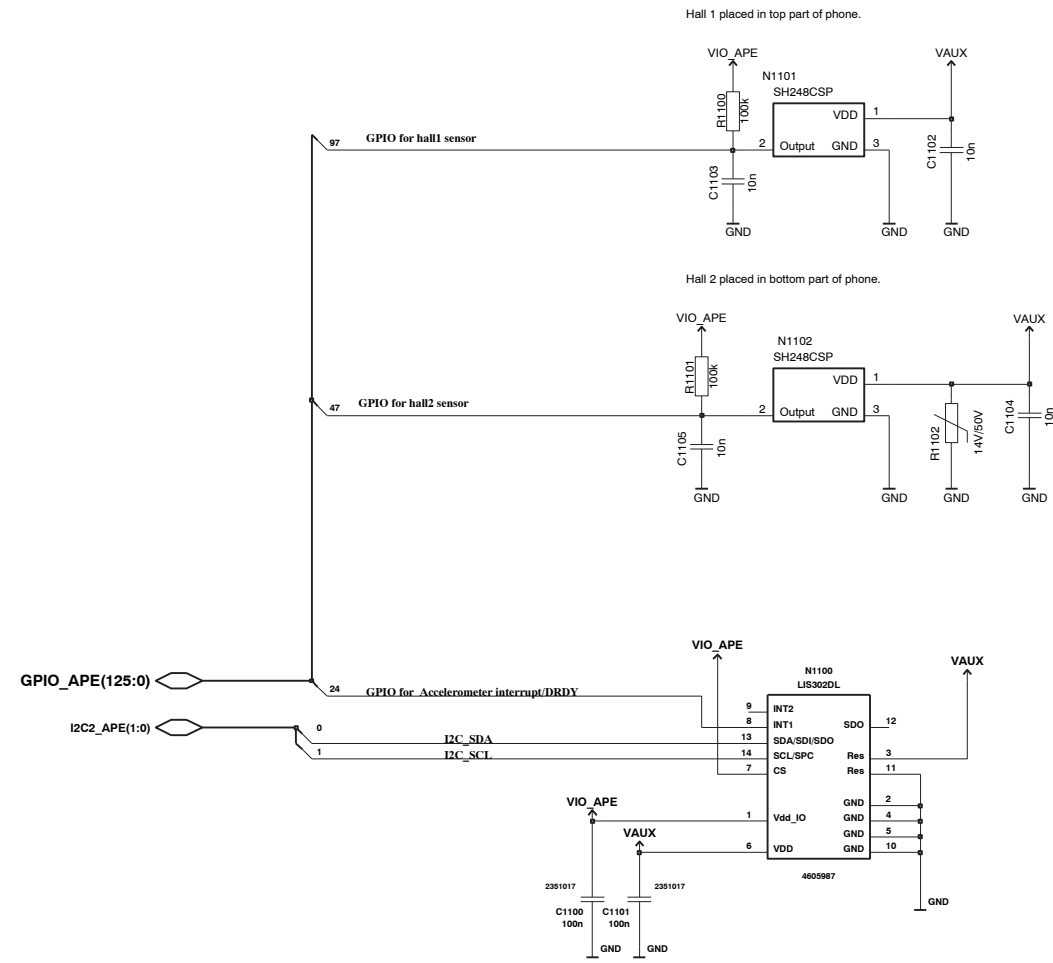 Hall 1 placed in top part of phone.
VIO_APE
VAUX
N1101
SH248CSP
R1100
100k
VDD
1
97
GPIO for hall1 sensor
2
Output
GND
3
C1102
10n
C1103
10n
GND
GND
GND
Hall 2 placed in bottom part of phone.
VIO_APE
VAUX
N1102
SH248CSP
R1101
100k
VDD
1
47
GPIO for hall2 sensor
2
Output
GND
3
R1102
14V/50V
C1104
10n
C1105
10n
GND
GND
GND
GND
VIO_APE
VAUX
N1100
LIS302DL
GPIO_APE(125:0)
24
GPIO for Accelerometer interrupt/DRDY
9
INT2
8
INT1
SDO
12
I2C2_APE(1:0)
0
I2C_SDA
13
SDA/SDI/SDO
1
I2C_SCL
14
SCL/SPC
Res
3
7
CS
Res
11
VIO_APE
GND
2
1
Vdd_IO
GND
4
VAUX
GND
5
6
VDD
GND
10
4605987
2351017
2351017
C1100
100n
C1101
100n
GND
GND
GND